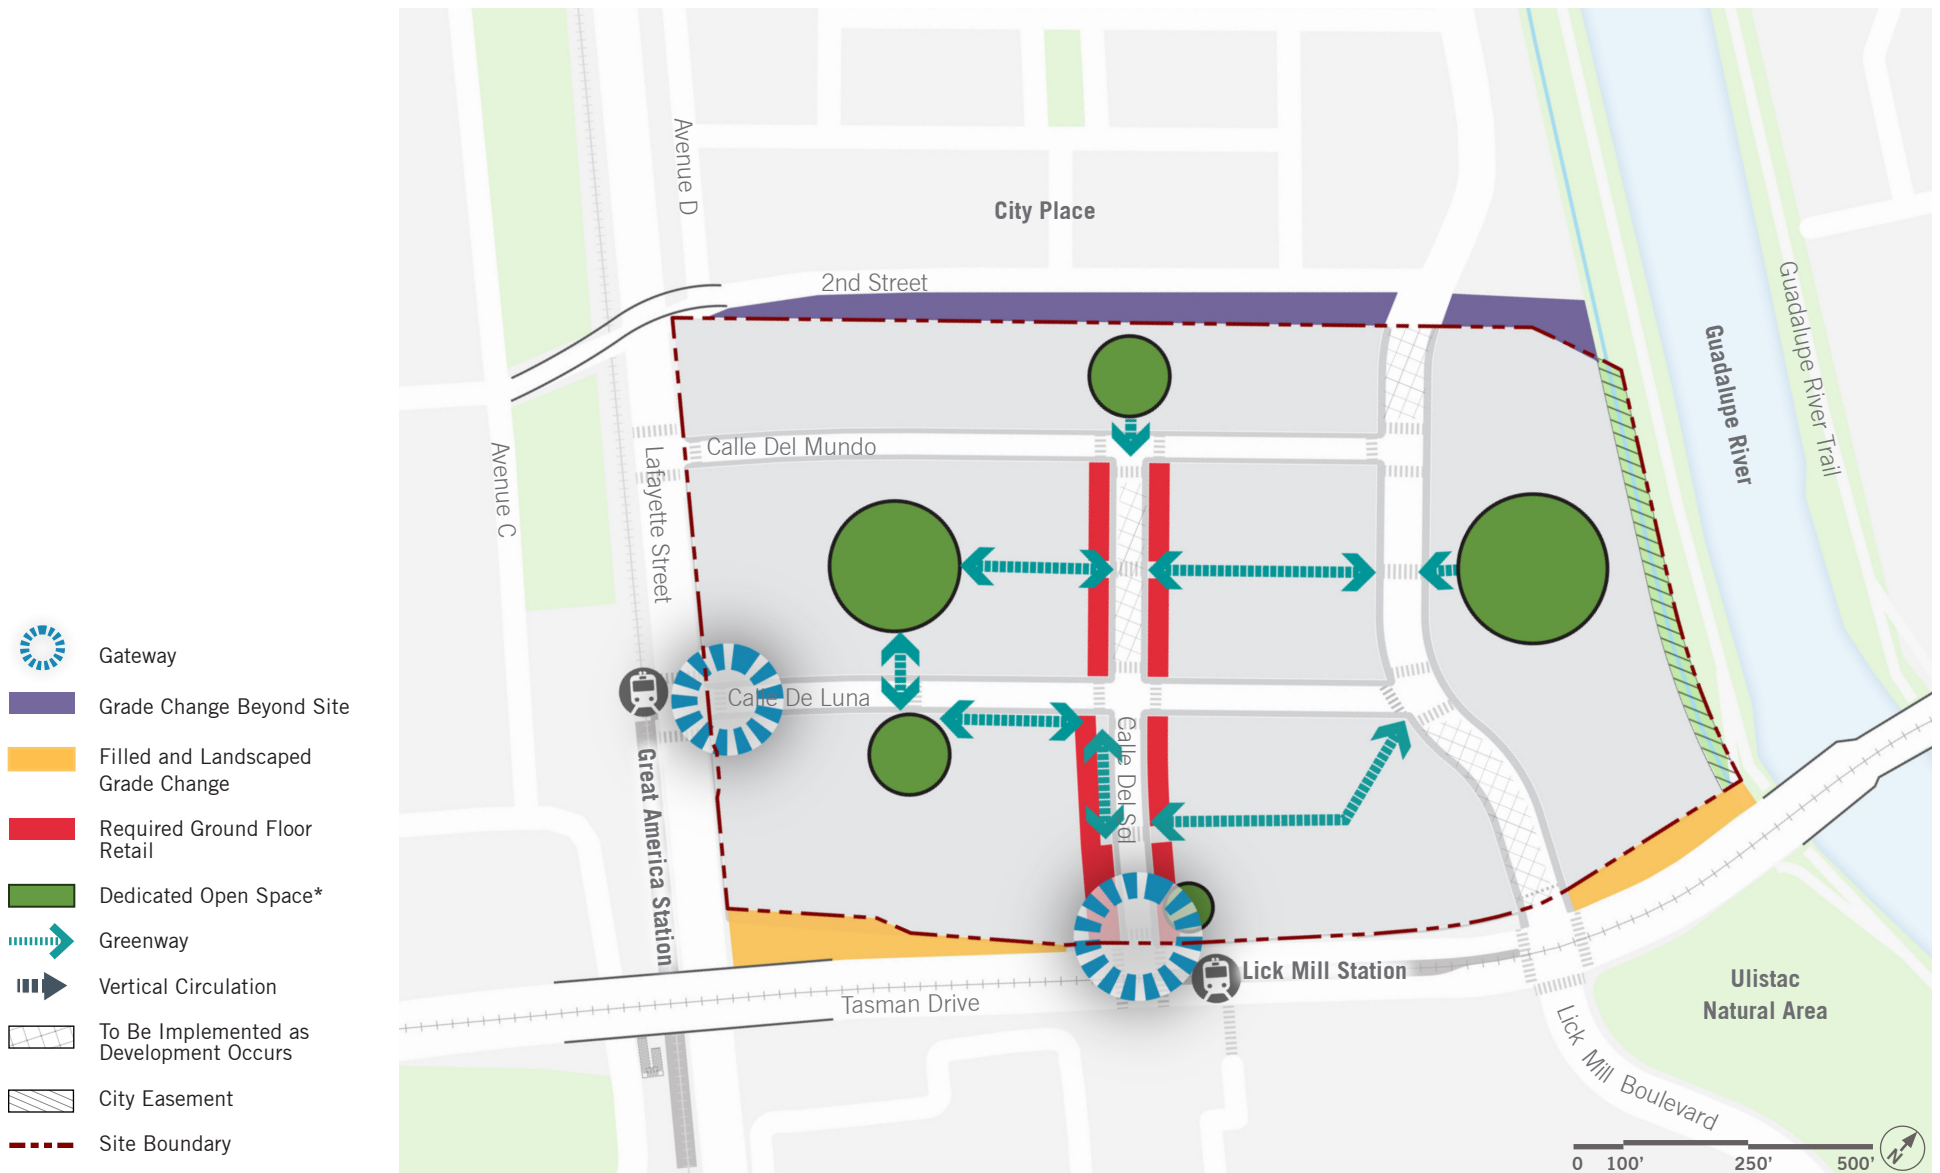 Gateway
Grade Change Beyond Site
Filled and Landscaped
Grade Change
Required Ground Floor
Retail
Dedicated Open Space*
Greenway
Vertical Circulation
To Be Implemented as
Development Occurs
City Easement
Site Boundary
Avenue D
City Place
2nd Street
Guadalupe River Trail
Guadalupe River
Calle Del Mundo
Avenue C
Lafayette Street
Calle De Luna
Calle Del Sol
Great America Station
Lick Mill Station
Tasman Drive
Ulistac
Natural Area
Lick Mill Boulevard
0 100' 250' 500'
N